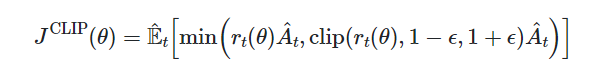 J^CLIP(θ) = Ê_t[min(r_t(θ)Â_t, clip(r_t(θ), 1 − ϵ, 1 + ϵ)Â_t)]